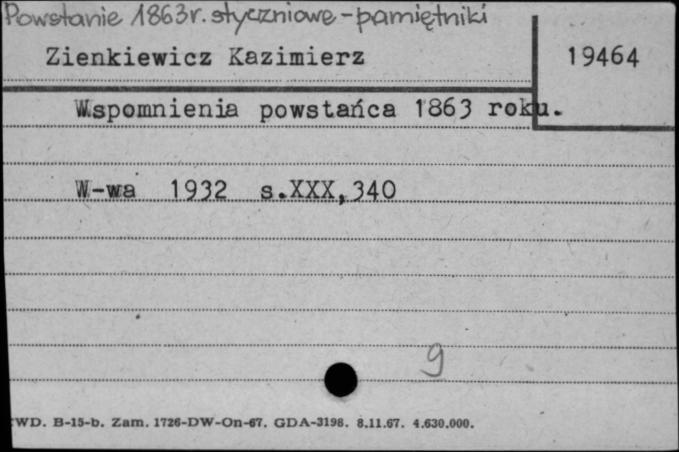 Powstanie 1863r. styczniowe - pamiętniki
Zienkiewicz Kazimierz 19464
Wspomnienia powstańca 1863 roku.
W-wa 1932 s.XXX,340
9
WD. B-15-b. Zam. 1726-DW-On-67. GDA-3198. 8.11.67. 4.630.000.